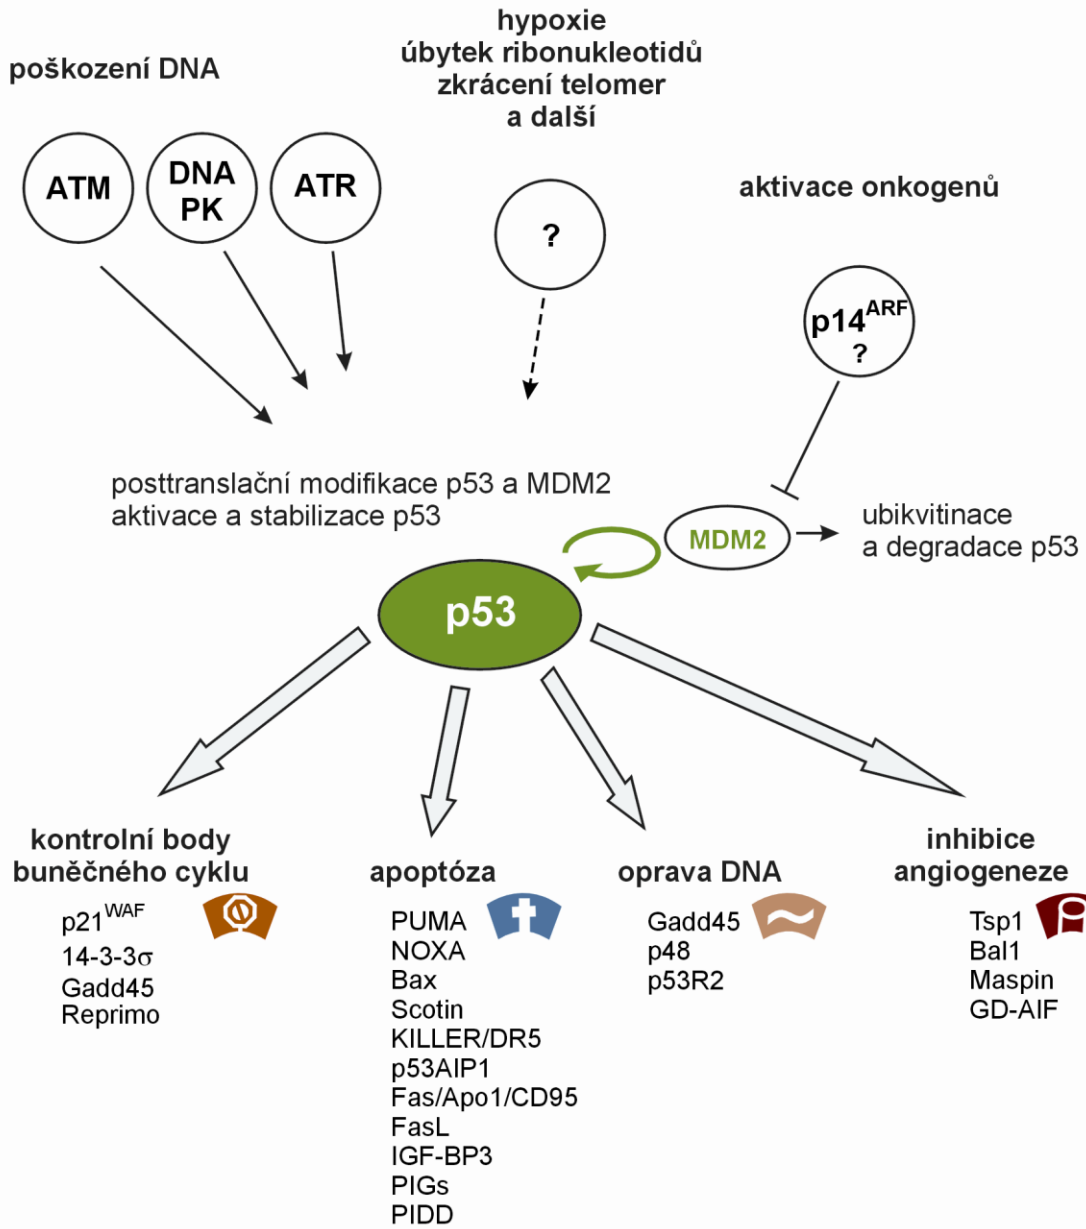 poškození DNA
hypoxie
úbytek ribonukleotidů
zkrácení telomer
a další
aktivace onkogenů
ATM
DNA
PK
ATR
?
p14ARF
?
posttranslační modifikace p53 a MDM2
aktivace a stabilizace p53
MDM2
ubikvitinace
a degradace p53
p53
kontrolní body
buněčného cyklu
p21WAF
14-3-3σ
Gadd45
Reprimo
apoptóza
PUMA
NOXA
Bax
Scotin
KILLER/DR5
p53AIP1
Fas/Apo1/CD95
FasL
IGF-BP3
PIGs
PIDD
oprava DNA
Gadd45
p48
p53R2
inhibice
angiogeneze
Tsp1
Bal1
Maspin
GD-AIF